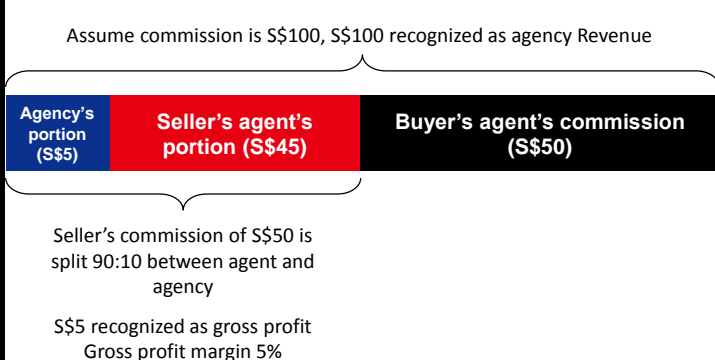 Assume commission is S$100, S$100 recognized as agency Revenue
Agency's
portion
(S$5)
Seller's agent's
portion (S$45)
Buyer's agent's commission
(S$50)
Seller's commission of S$50 is
split 90:10 between agent and
agency
S$5 recognized as gross profit
Gross profit margin 5%